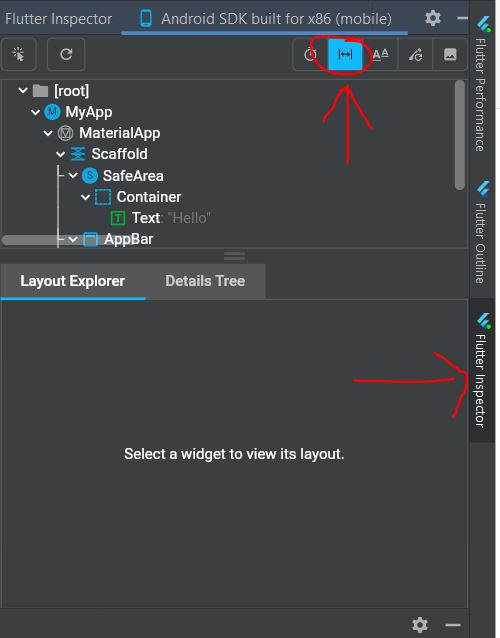 Flutter Inspector
Android SDK built for x86 (mobile)
AA
[root]
M MyApp
M MaterialApp
Scaffold
S SafeArea
Container
T Text: "Hello"
AppBar
Layout Explorer
Details Tree
Select a widget to view its layout.
Flutter Performance
Flutter Outline
Flutter Inspector